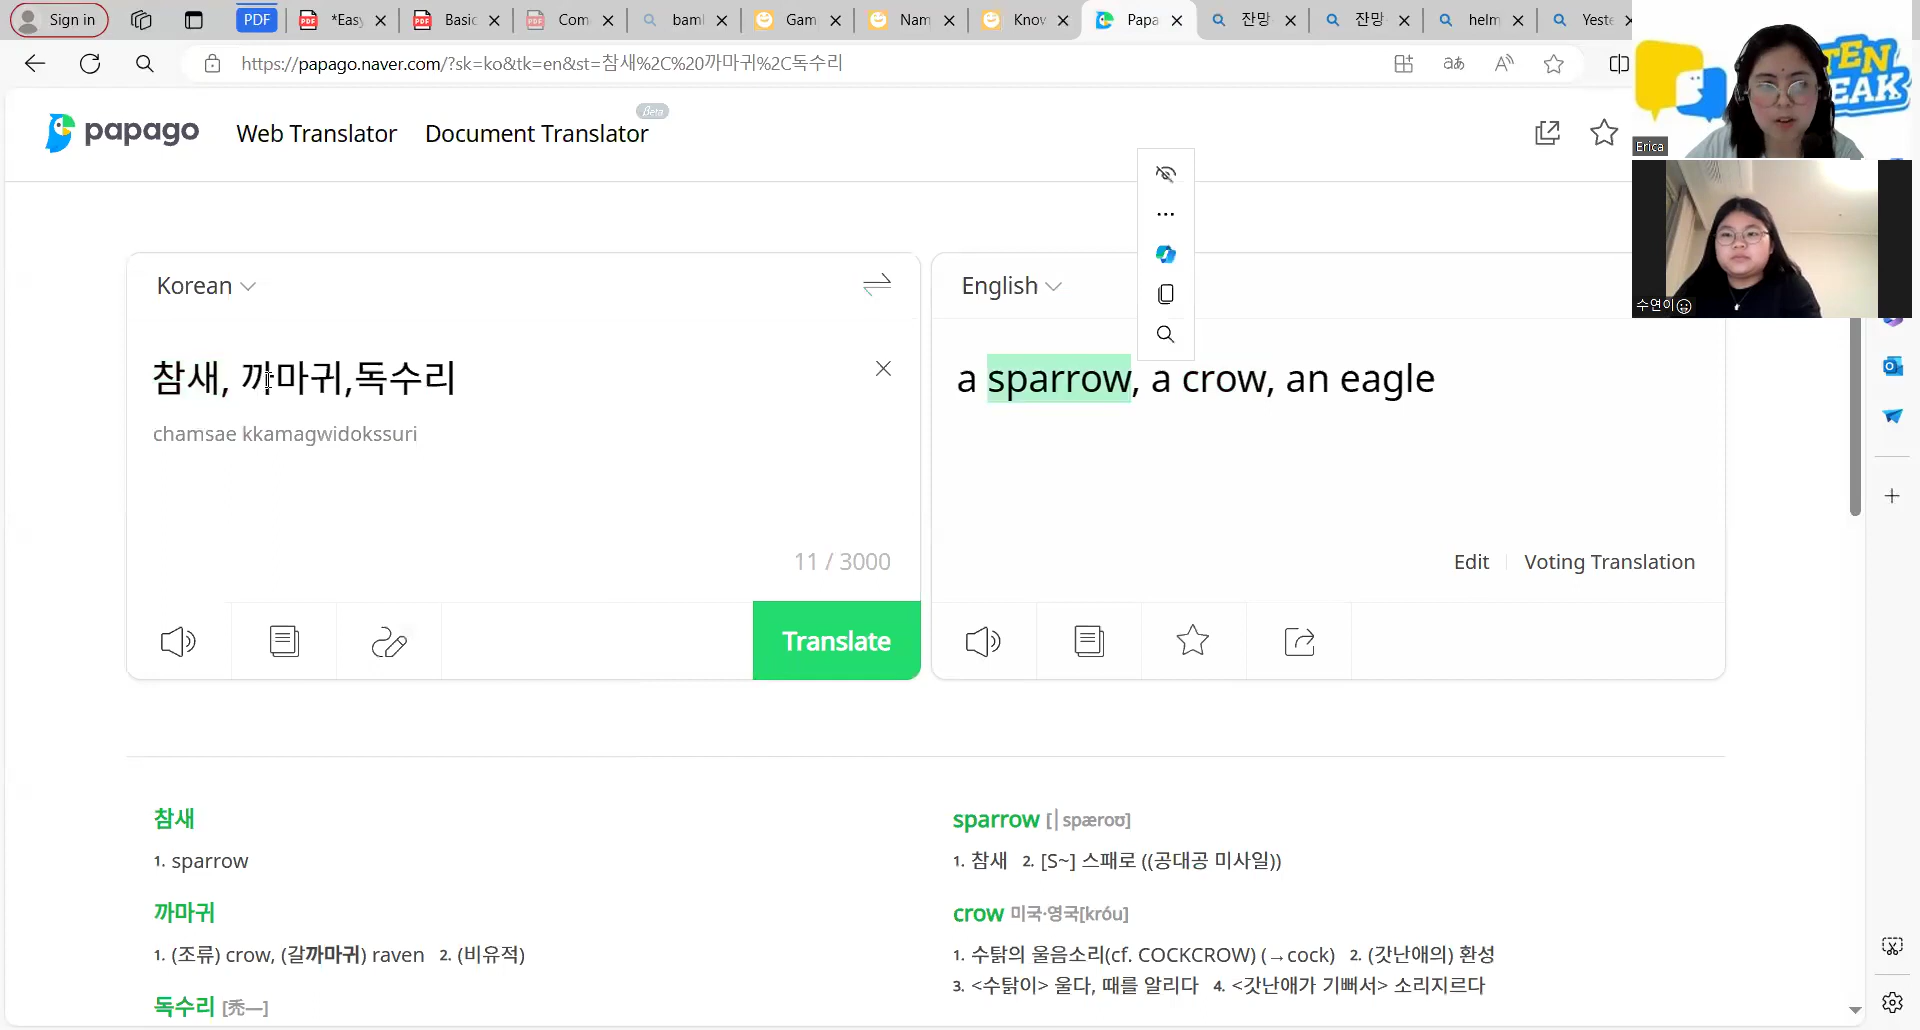 Sign in
PDF
*Easy
Basic
Com
baml
Gam
Nam
Knov
Papa
잔망
잔망
helm
Yeste
https://papago.naver.com/?sk=ko&tk=en&st=참새%2C%20까마귀%2C독수리
aあ
papago
Web Translator
Document Translator
Beta
TEN
EAK
Erica
수연이
Korean
English
참새, 까마귀,독수리
a sparrow, a crow, an eagle
chamsae kkamagwidokssuri
11 / 3000
Edit
Voting Translation
Translate
참새
1. sparrow
까마귀
1. (조류) crow, (갈까마귀) raven 2. (비유적)
독수리 [禿―]
sparrow [|spæroʊ]
1. 참새 2. [S~] 스패로 ((공대공 미사일))
crow 미국·영국[króu]
1. 수탉의 울음소리(cf. COCKCROW) (→cock) 2. (갓난애의) 환성
3. <수탉이> 울다, 때를 알리다 4. <갓난애가 기뻐서> 소리지르다